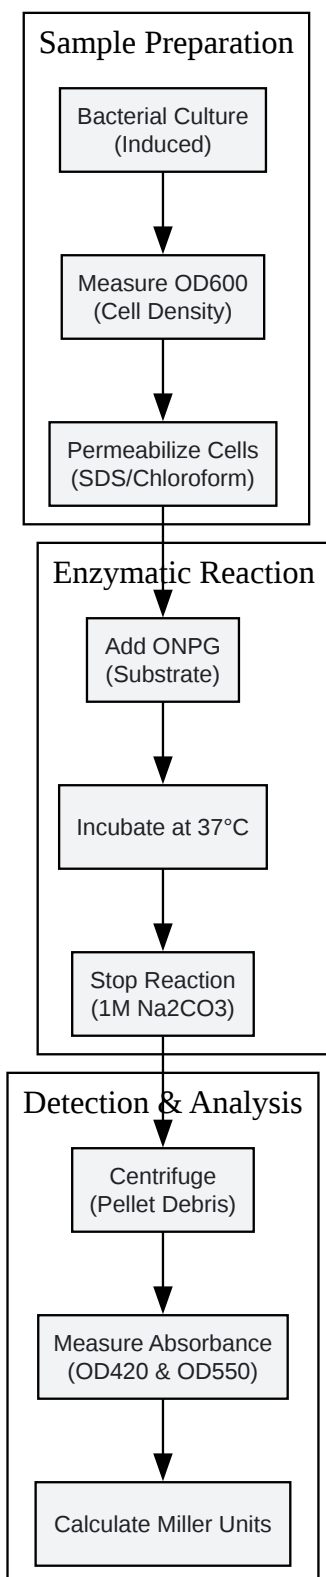 Sample Preparation
Bacterial Culture
(Induced)
Measure OD600
(Cell Density)
Permeabilize Cells
(SDS/Chloroform)
Enzymatic Reaction
Add ONPG
(Substrate)
Incubate at 37°C
Stop Reaction
(1M Na2CO3)
Detection & Analysis
Centrifuge
(Pellet Debris)
Measure Absorbance
(OD420 & OD550)
Calculate Miller Units